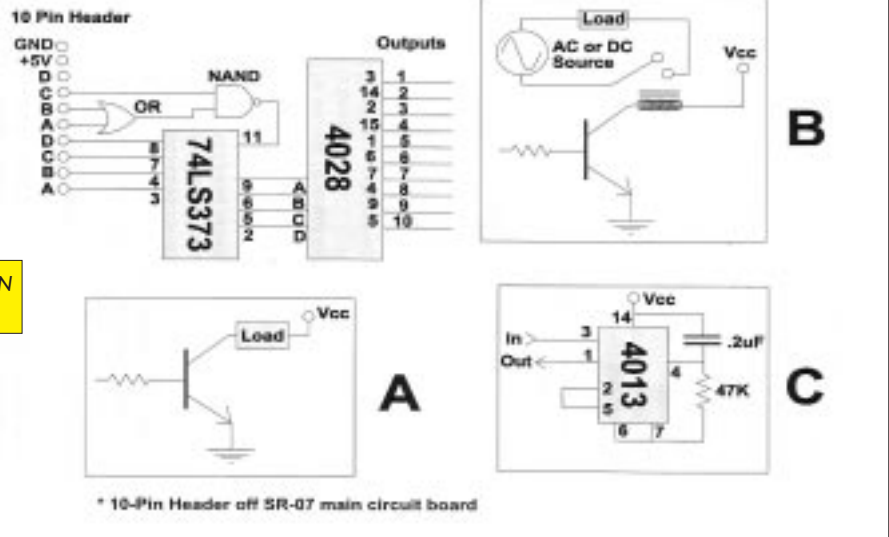 10 Pin Header
GND
+5V
D
C
B
A
D
C
B
A
OR
NAND
8
7
4
3
74LS373
11
9
6
5
2
A
B
C
D
4028
Outputs
3 1
14 2
2 3
15 4
1 5
6 6
7 7
4 8
9 9
5 10
Load
AC or DC
Source
Vcc
B
N
Vcc
Load
A
Vcc
14
In
3
Out
1
2
5
4013
4
6 7
.2uF
47K
C
* 10-Pin Header off SR-07 main circuit board